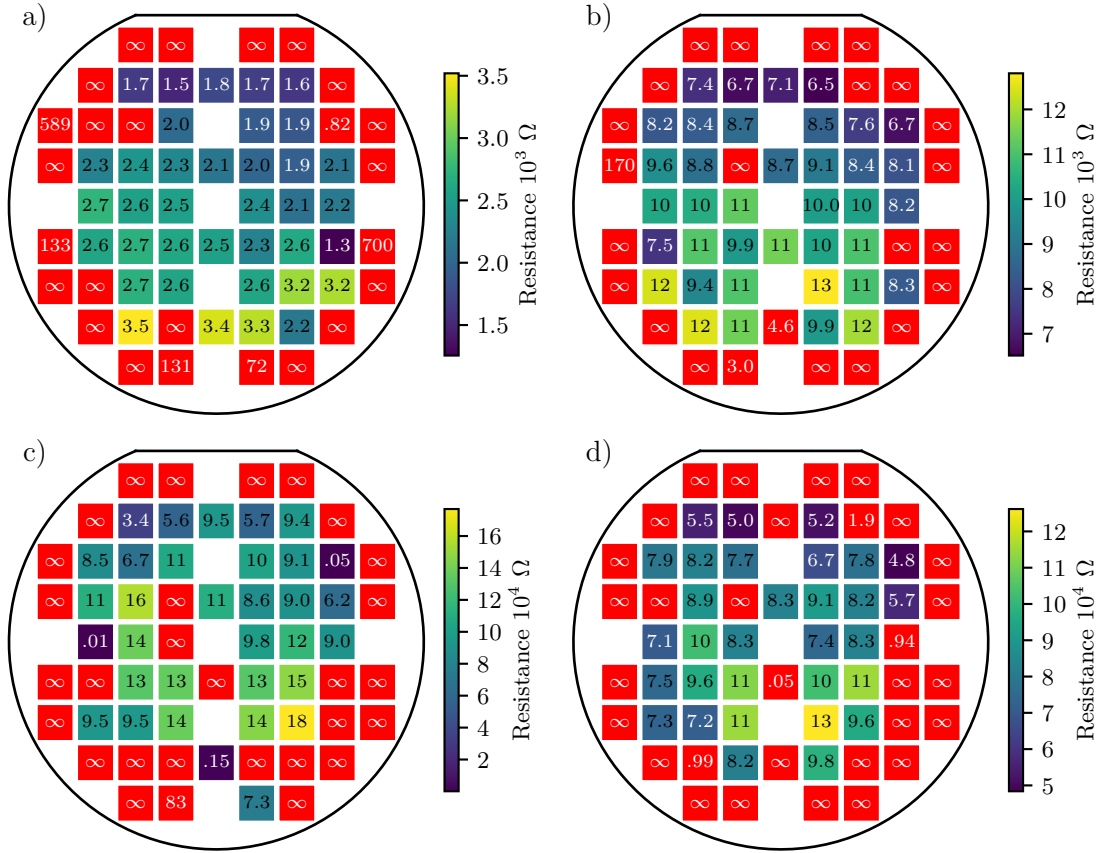 a)
∞ ∞ ∞ ∞
∞ 1.7 1.5 1.8 1.7 1.6 ∞
589 ∞ ∞ 2.0 1.9 1.9 .82 ∞
∞ 2.3 2.4 2.3 2.1 2.0 1.9 2.1 ∞
2.7 2.6 2.5 2.4 2.1 2.2
133 2.6 2.7 2.6 2.5 2.3 2.6 1.3 700
∞ ∞ 2.7 2.6 2.6 3.2 3.2 ∞
∞ 3.5 ∞ 3.4 3.3 2.2 ∞
∞ 131 72 ∞
3.5
3.0
2.5
2.0
1.5
Resistance 10³ Ω
b)
∞ ∞ ∞ ∞
∞ 7.4 6.7 7.1 6.5 ∞ ∞
∞ 8.2 8.4 8.7 8.5 7.6 6.7 ∞
170 9.6 8.8 ∞ 8.7 9.1 8.4 8.1 ∞
10 10 11 10.0 10 8.2
∞ 7.5 11 9.9 11 10 11 ∞ ∞
∞ 12 9.4 11 13 11 8.3 ∞
∞ 12 11 4.6 9.9 12 ∞
∞ 3.0 ∞ ∞
12
11
10
9
8
7
Resistance 10³ Ω
c)
∞ ∞ ∞ ∞
∞ 3.4 5.6 9.5 5.7 9.4 ∞
∞ 8.5 6.7 11 10 9.1 .05 ∞
∞ 11 16 ∞ 11 8.6 9.0 6.2 ∞
.01 14 ∞ 9.8 12 9.0
∞ ∞ 13 13 ∞ 13 15 ∞ ∞
∞ 9.5 9.5 14 14 18 ∞ ∞
∞ ∞ ∞ .15 ∞ ∞ ∞
∞ 83 7.3 ∞
16
14
12
10
8
6
4
2
Resistance 10⁴ Ω
d)
∞ ∞ ∞ ∞
∞ 5.5 5.0 ∞ 5.2 1.9 ∞
∞ 7.9 8.2 7.7 6.7 7.8 4.8 ∞
∞ ∞ 8.9 ∞ 8.3 9.1 8.2 5.7 ∞
7.1 10 8.3 7.4 8.3 .94
∞ 7.5 9.6 11 .05 10 11 ∞ ∞
∞ 7.3 7.2 11 13 9.6 ∞ ∞
∞ .99 8.2 ∞ 9.8 ∞ ∞
∞ ∞ ∞ ∞
12
11
10
9
8
7
6
5
Resistance 10⁴ Ω